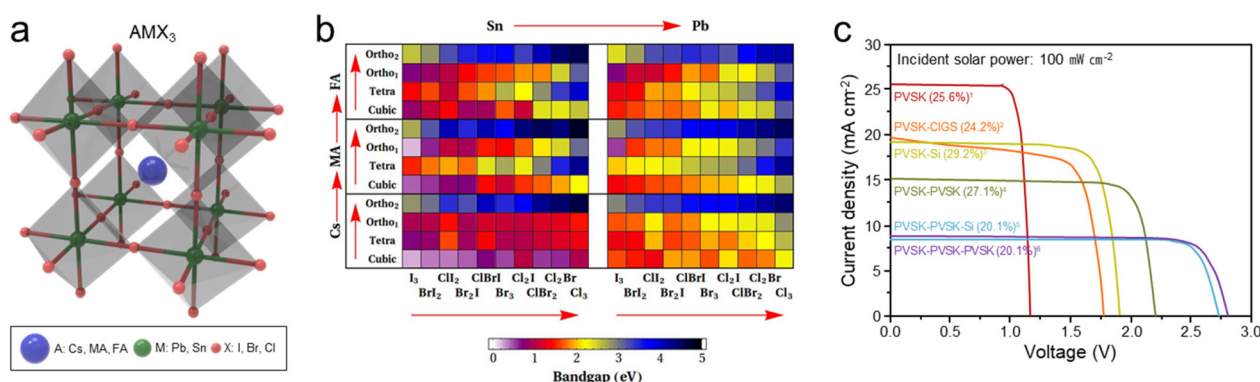 a
AMX3
A: Cs, MA, FA
M: Pb, Sn
X: I, Br, Cl
b
Sn
Pb
FA
Ortho2
Ortho1
Tetra
Cubic
MA
Ortho2
Ortho1
Tetra
Cubic
Cs
Ortho2
Ortho1
Tetra
Cubic
I3 ClI2 ClBrI Cl2I Cl2Br
BrI2 Br2I Br3 ClBr2 Cl3
I3 ClI2 ClBrI Cl2I Cl2Br
BrI2 Br2I Br3 ClBr2 Cl3
0 1 2 3 4 5
Bandgap (eV)
c
Current density (mA cm-2)
30
25
20
15
10
5
0
Incident solar power: 100 mW cm-2
PVSK (25.6%)1
PVSK-CIGS (24.2%)2
PVSK-Si (29.2%)3
PVSK-PVSK (27.1%)4
PVSK-PVSK-Si (20.1%)5
PVSK-PVSK-PVSK (20.1%)6
0.0 0.5 1.0 1.5 2.0 2.5 3.0
Voltage (V)